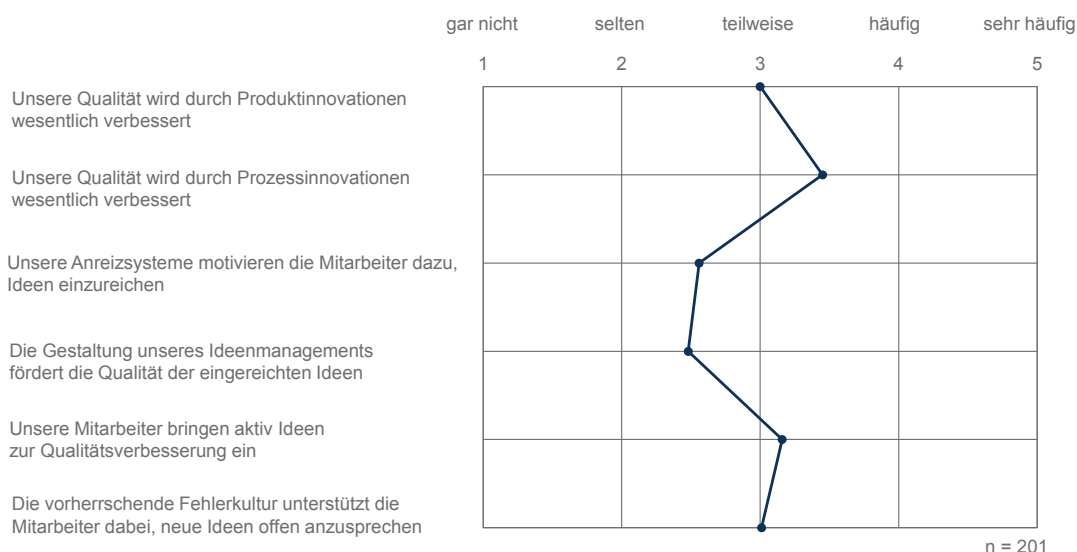 gar nicht selten teilweise häufig sehr häufig
1 2 3 4 5
Unsere Qualität wird durch Produktinnovationen
wesentlich verbessert
Unsere Qualität wird durch Prozessinnovationen
wesentlich verbessert
Unsere Anreizsysteme motivieren die Mitarbeiter dazu,
Ideen einzureichen
Die Gestaltung unseres Ideenmanagements
fördert die Qualität der eingereichten Ideen
Unsere Mitarbeiter bringen aktiv Ideen
zur Qualitätsverbesserung ein
Die vorherrschende Fehlerkultur unterstützt die
Mitarbeiter dabei, neue Ideen offen anzusprechen
n = 201